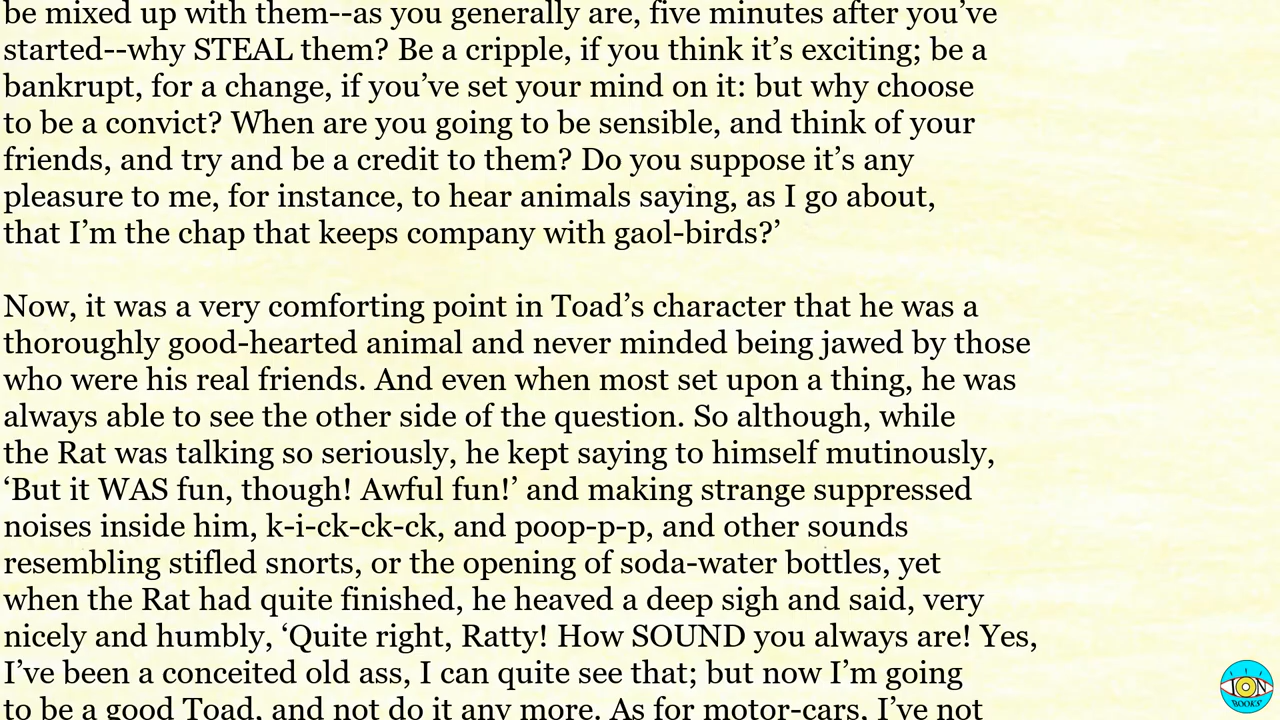 be mixed up with them--as you generally are, five minutes after you’ve
started--why STEAL them? Be a cripple, if you think it’s exciting; be a
bankrupt, for a change, if you’ve set your mind on it: but why choose
to be a convict? When are you going to be sensible, and think of your
friends, and try and be a credit to them? Do you suppose it’s any
pleasure to me, for instance, to hear animals saying, as I go about,
that I’m the chap that keeps company with gaol-birds?’
Now, it was a very comforting point in Toad’s character that he was a
thoroughly good-hearted animal and never minded being jawed by those
who were his real friends. And even when most set upon a thing, he was
always able to see the other side of the question. So although, while
the Rat was talking so seriously, he kept saying to himself mutinously,
‘But it WAS fun, though! Awful fun!’ and making strange suppressed
noises inside him, k-i-ck-ck-ck, and poop-p-p, and other sounds
resembling stifled snorts, or the opening of soda-water bottles, yet
when the Rat had quite finished, he heaved a deep sigh and said, very
nicely and humbly, ‘Quite right, Ratty! How SOUND you always are! Yes,
I’ve been a conceited old ass, I can quite see that; but now I’m going
to be a good Toad, and not do it any more. As for motor-cars, I’ve not
ION
BOOKS